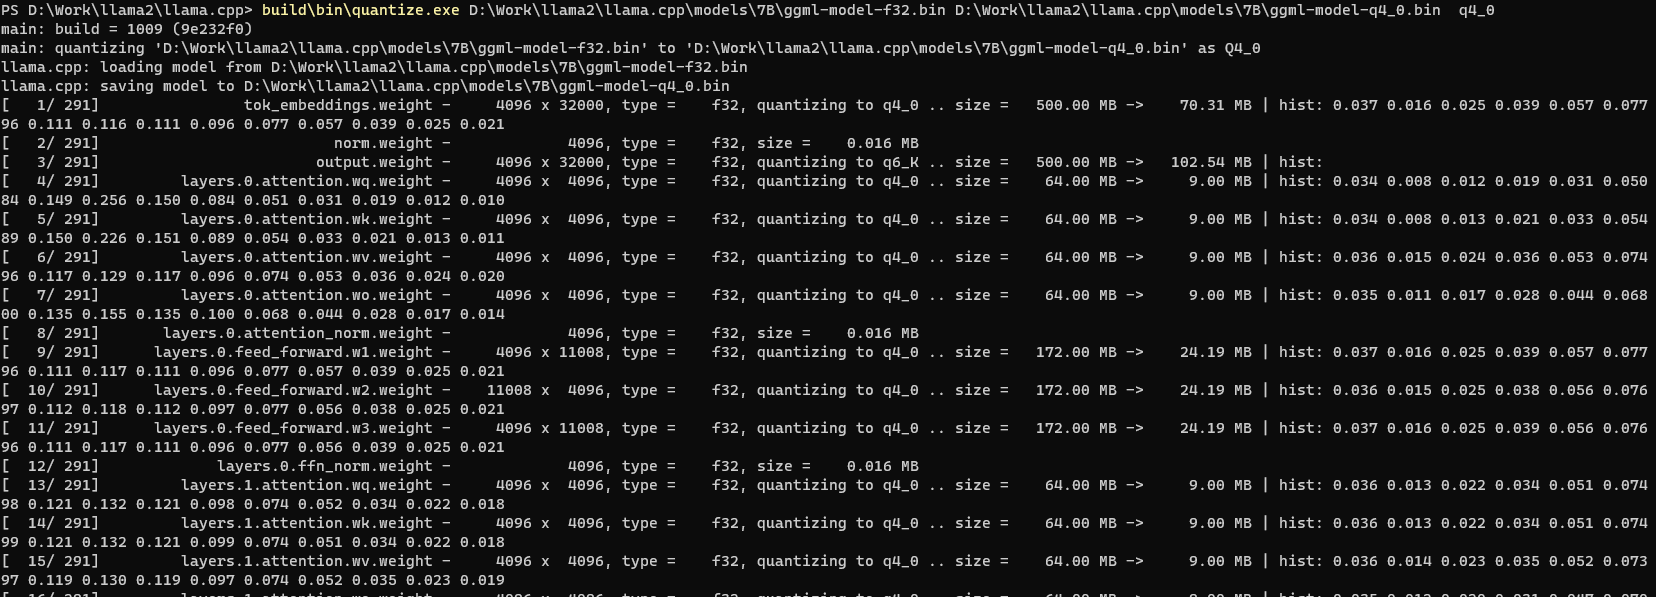 PS D:\Work\llama2\llama.cpp> build\bin\quantize.exe D:\Work\llama2\llama.cpp\models\7B\ggml-model-f32.bin D:\Work\llama2\llama.cpp\models\7B\ggml-model-q4_0.bin  q4_0
main: build = 1009 (9e232f0)
main: quantizing 'D:\Work\llama2\llama.cpp\models\7B\ggml-model-f32.bin' to 'D:\Work\llama2\llama.cpp\models\7B\ggml-model-q4_0.bin' as Q4_0
llama.cpp: loading model from D:\Work\llama2\llama.cpp\models\7B\ggml-model-f32.bin
llama.cpp: saving model to D:\Work\llama2\llama.cpp\models\7B\ggml-model-q4_0.bin
[   1/ 291]                tok_embeddings.weight -     4096 x 32000, type =    f32, quantizing to q4_0 .. size =   500.00 MB ->    70.31 MB | hist: 0.037 0.016 0.025 0.039 0.057 0.077
96 0.111 0.116 0.111 0.096 0.077 0.057 0.039 0.025 0.021
[   2/ 291]                          norm.weight -             4096, type =    f32, size =    0.016 MB
[   3/ 291]                        output.weight -     4096 x 32000, type =    f32, quantizing to q6_K .. size =   500.00 MB ->   102.54 MB | hist:
[   4/ 291]         layers.0.attention.wq.weight -     4096 x  4096, type =    f32, quantizing to q4_0 .. size =    64.00 MB ->     9.00 MB | hist: 0.034 0.008 0.012 0.019 0.031 0.050
84 0.149 0.256 0.150 0.084 0.051 0.031 0.019 0.012 0.010
[   5/ 291]         layers.0.attention.wk.weight -     4096 x  4096, type =    f32, quantizing to q4_0 .. size =    64.00 MB ->     9.00 MB | hist: 0.034 0.008 0.013 0.021 0.033 0.054
89 0.150 0.226 0.151 0.089 0.054 0.033 0.021 0.013 0.011
[   6/ 291]         layers.0.attention.wv.weight -     4096 x  4096, type =    f32, quantizing to q4_0 .. size =    64.00 MB ->     9.00 MB | hist: 0.036 0.015 0.024 0.036 0.053 0.074
96 0.117 0.129 0.117 0.096 0.074 0.053 0.036 0.024 0.020
[   7/ 291]         layers.0.attention.wo.weight -     4096 x  4096, type =    f32, quantizing to q4_0 .. size =    64.00 MB ->     9.00 MB | hist: 0.035 0.011 0.017 0.028 0.044 0.068
00 0.135 0.155 0.135 0.100 0.068 0.044 0.028 0.017 0.014
[   8/ 291]       layers.0.attention_norm.weight -             4096, type =    f32, size =    0.016 MB
[   9/ 291]      layers.0.feed_forward.w1.weight -     4096 x 11008, type =    f32, quantizing to q4_0 .. size =   172.00 MB ->    24.19 MB | hist: 0.037 0.016 0.025 0.039 0.057 0.077
96 0.111 0.117 0.111 0.096 0.077 0.057 0.039 0.025 0.021
[  10/ 291]      layers.0.feed_forward.w2.weight -    11008 x  4096, type =    f32, quantizing to q4_0 .. size =   172.00 MB ->    24.19 MB | hist: 0.036 0.015 0.025 0.038 0.056 0.076
97 0.112 0.118 0.112 0.097 0.077 0.056 0.038 0.025 0.021
[  11/ 291]      layers.0.feed_forward.w3.weight -     4096 x 11008, type =    f32, quantizing to q4_0 .. size =   172.00 MB ->    24.19 MB | hist: 0.037 0.016 0.025 0.039 0.056 0.076
96 0.111 0.117 0.111 0.096 0.077 0.056 0.039 0.025 0.021
[  12/ 291]             layers.0.ffn_norm.weight -             4096, type =    f32, size =    0.016 MB
[  13/ 291]         layers.1.attention.wq.weight -     4096 x  4096, type =    f32, quantizing to q4_0 .. size =    64.00 MB ->     9.00 MB | hist: 0.036 0.013 0.022 0.034 0.051 0.074
98 0.121 0.132 0.121 0.098 0.074 0.052 0.034 0.022 0.018
[  14/ 291]         layers.1.attention.wk.weight -     4096 x  4096, type =    f32, quantizing to q4_0 .. size =    64.00 MB ->     9.00 MB | hist: 0.036 0.013 0.022 0.034 0.051 0.074
99 0.121 0.132 0.121 0.099 0.074 0.051 0.034 0.022 0.018
[  15/ 291]         layers.1.attention.wv.weight -     4096 x  4096, type =    f32, quantizing to q4_0 .. size =    64.00 MB ->     9.00 MB | hist: 0.036 0.014 0.023 0.035 0.052 0.073
97 0.119 0.130 0.119 0.097 0.074 0.052 0.035 0.023 0.019